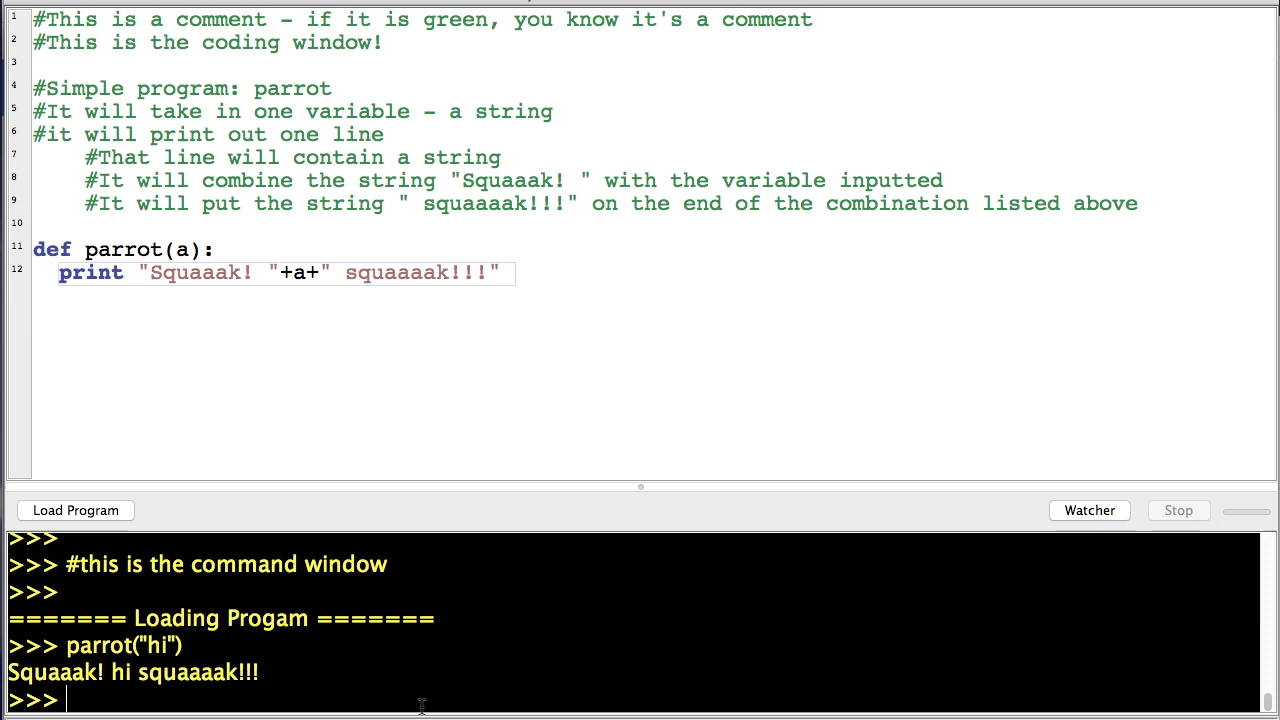 1 #This is a comment - if it is green, you know it's a comment
2 #This is the coding window!
3
4 #Simple program: parrot
5 #It will take in one variable - a string
6 #it will print out one line
7 #That line will contain a string
8 #It will combine the string "Squaaak! " with the variable inputted
9 #It will put the string " squaaaak!!!" on the end of the combination listed above
10
11 def parrot(a):
12 print "Squaaak! "+a+" squaaaak!!!"
Load Program Watcher Stop
>>>
>>> #this is the command window
>>>
======= Loading Progam =======
>>> parrot("hi")
Squaaak! hi squaaaak!!!
>>>